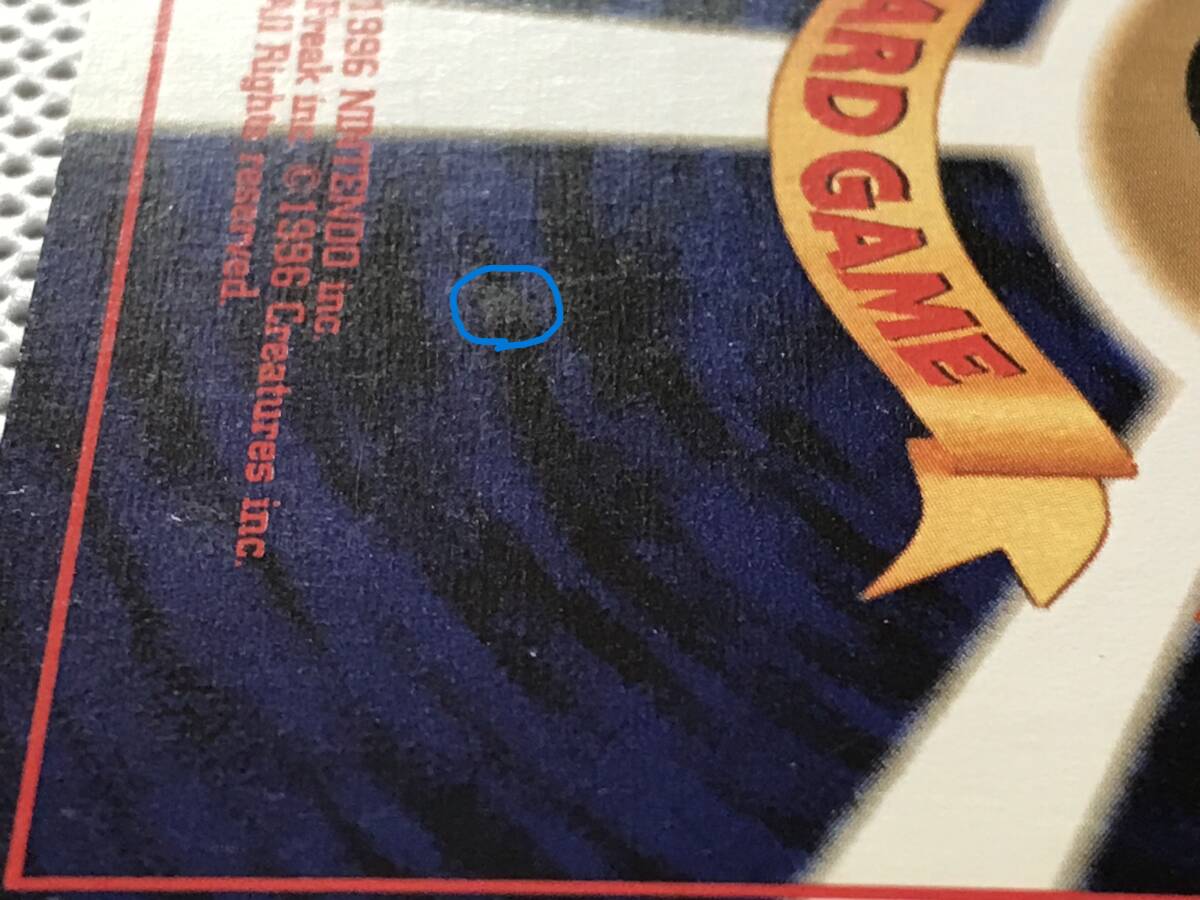 ARD GAME
1996 NINTENDO inc.
Freak inc. ©1996 Creatures inc.
All Rights reserved.